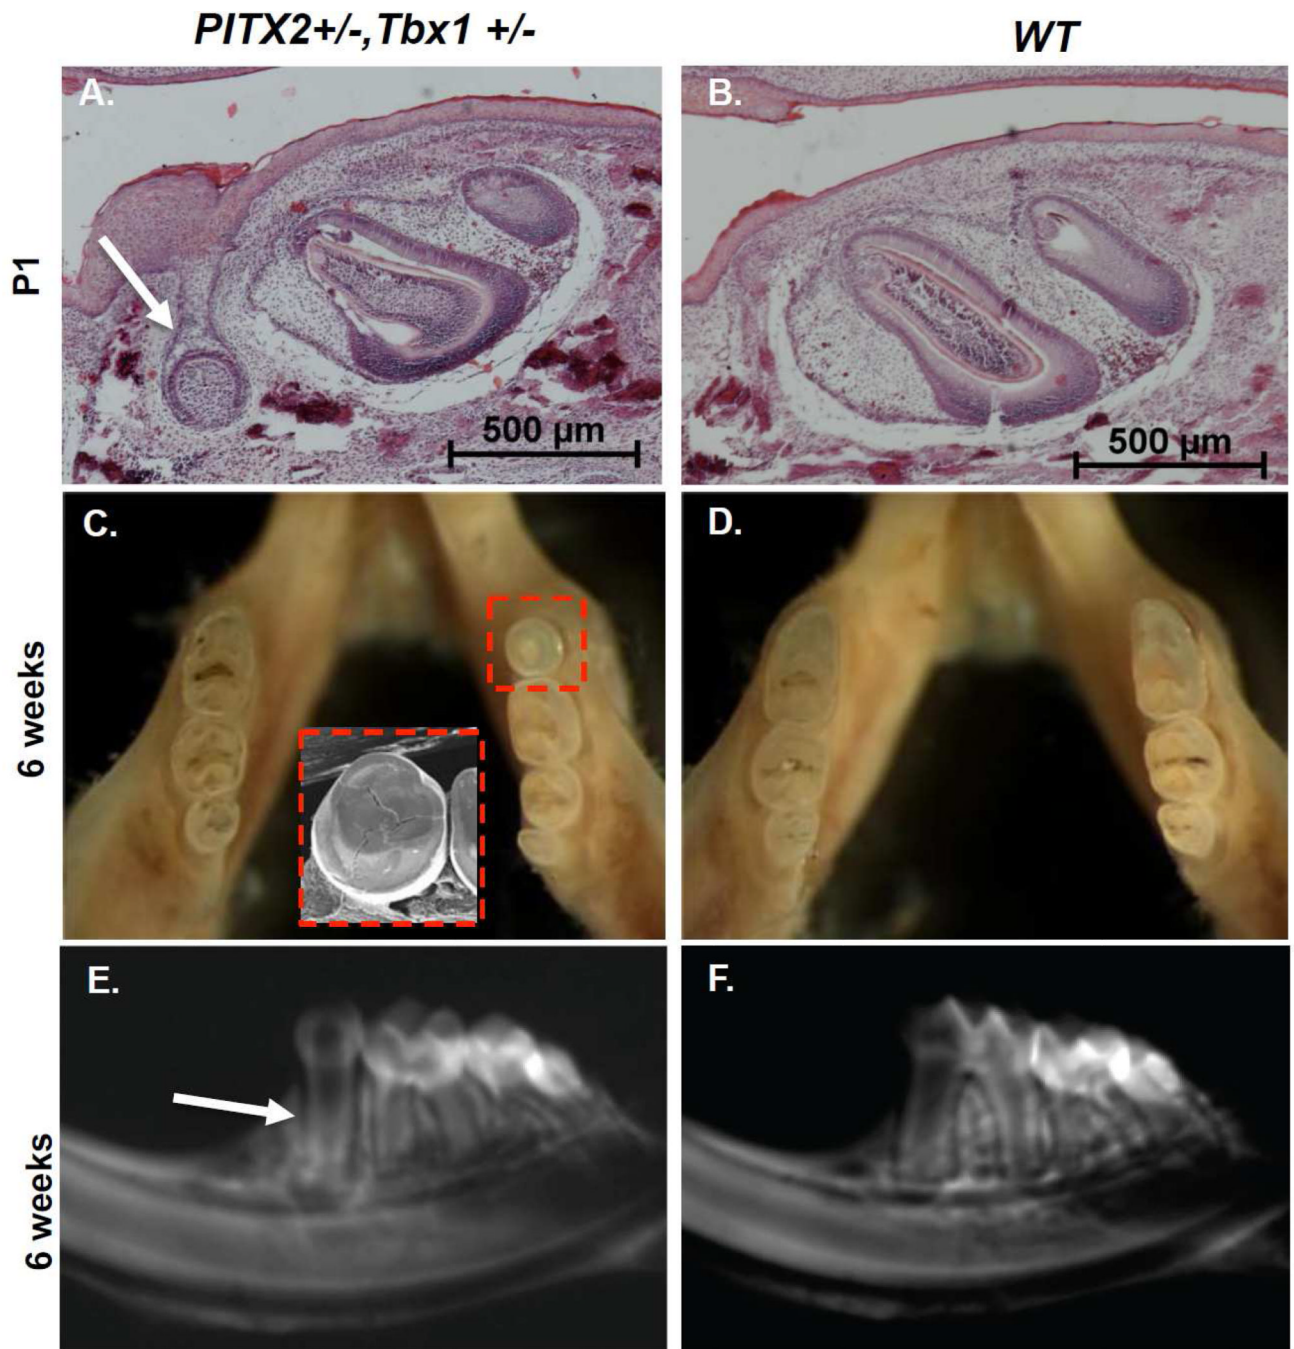 PITX2+/-,Tbx1 +/-
WT
P1
A.
500 μm
B.
500 μm
6 weeks
C.
D.
6 weeks
E.
F.